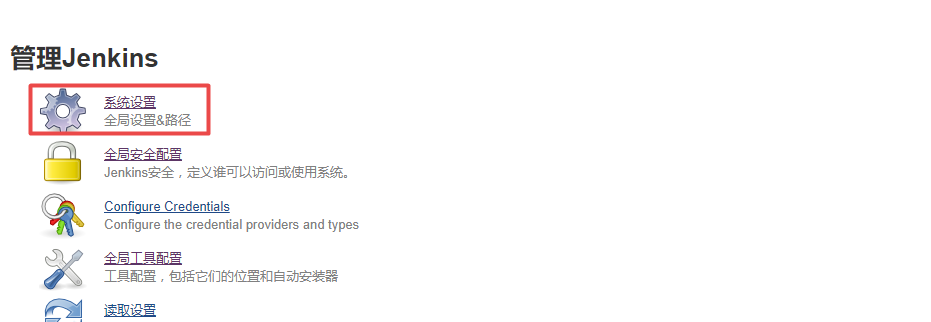 管理Jenkins
系统设置
全局设置&路径
全局安全配置
Jenkins安全，定义谁可以访问或使用系统。
Configure Credentials
Configure the credential providers and types
全局工具配置
工具配置，包括它们的位置和自动安装器
读取设置